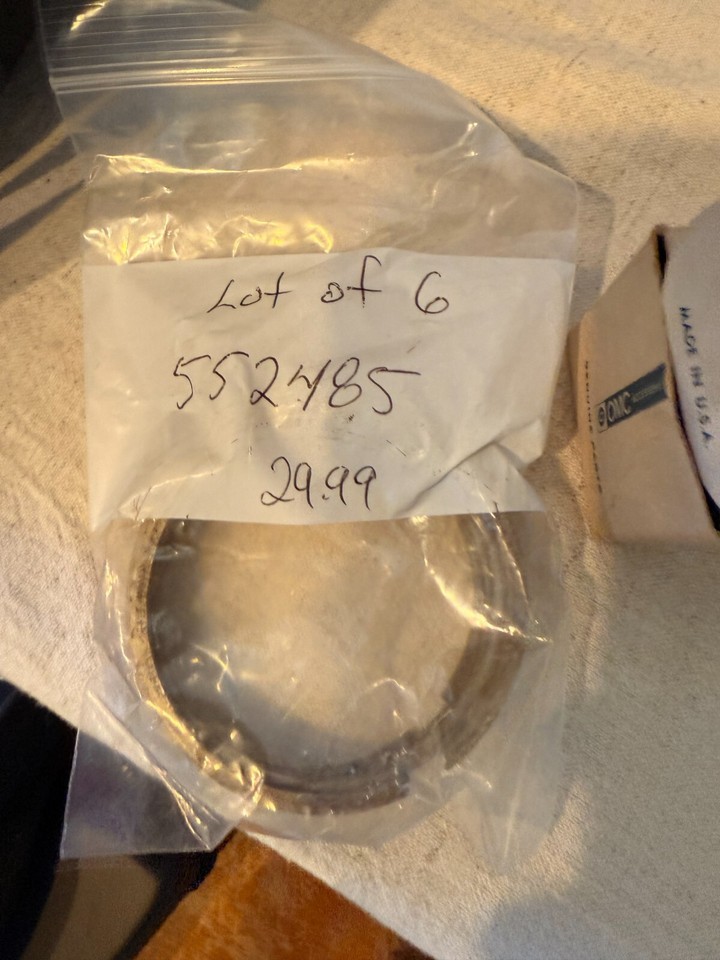 Lot of 6
552485
29.99
OMC
MADE IN U.S.A.